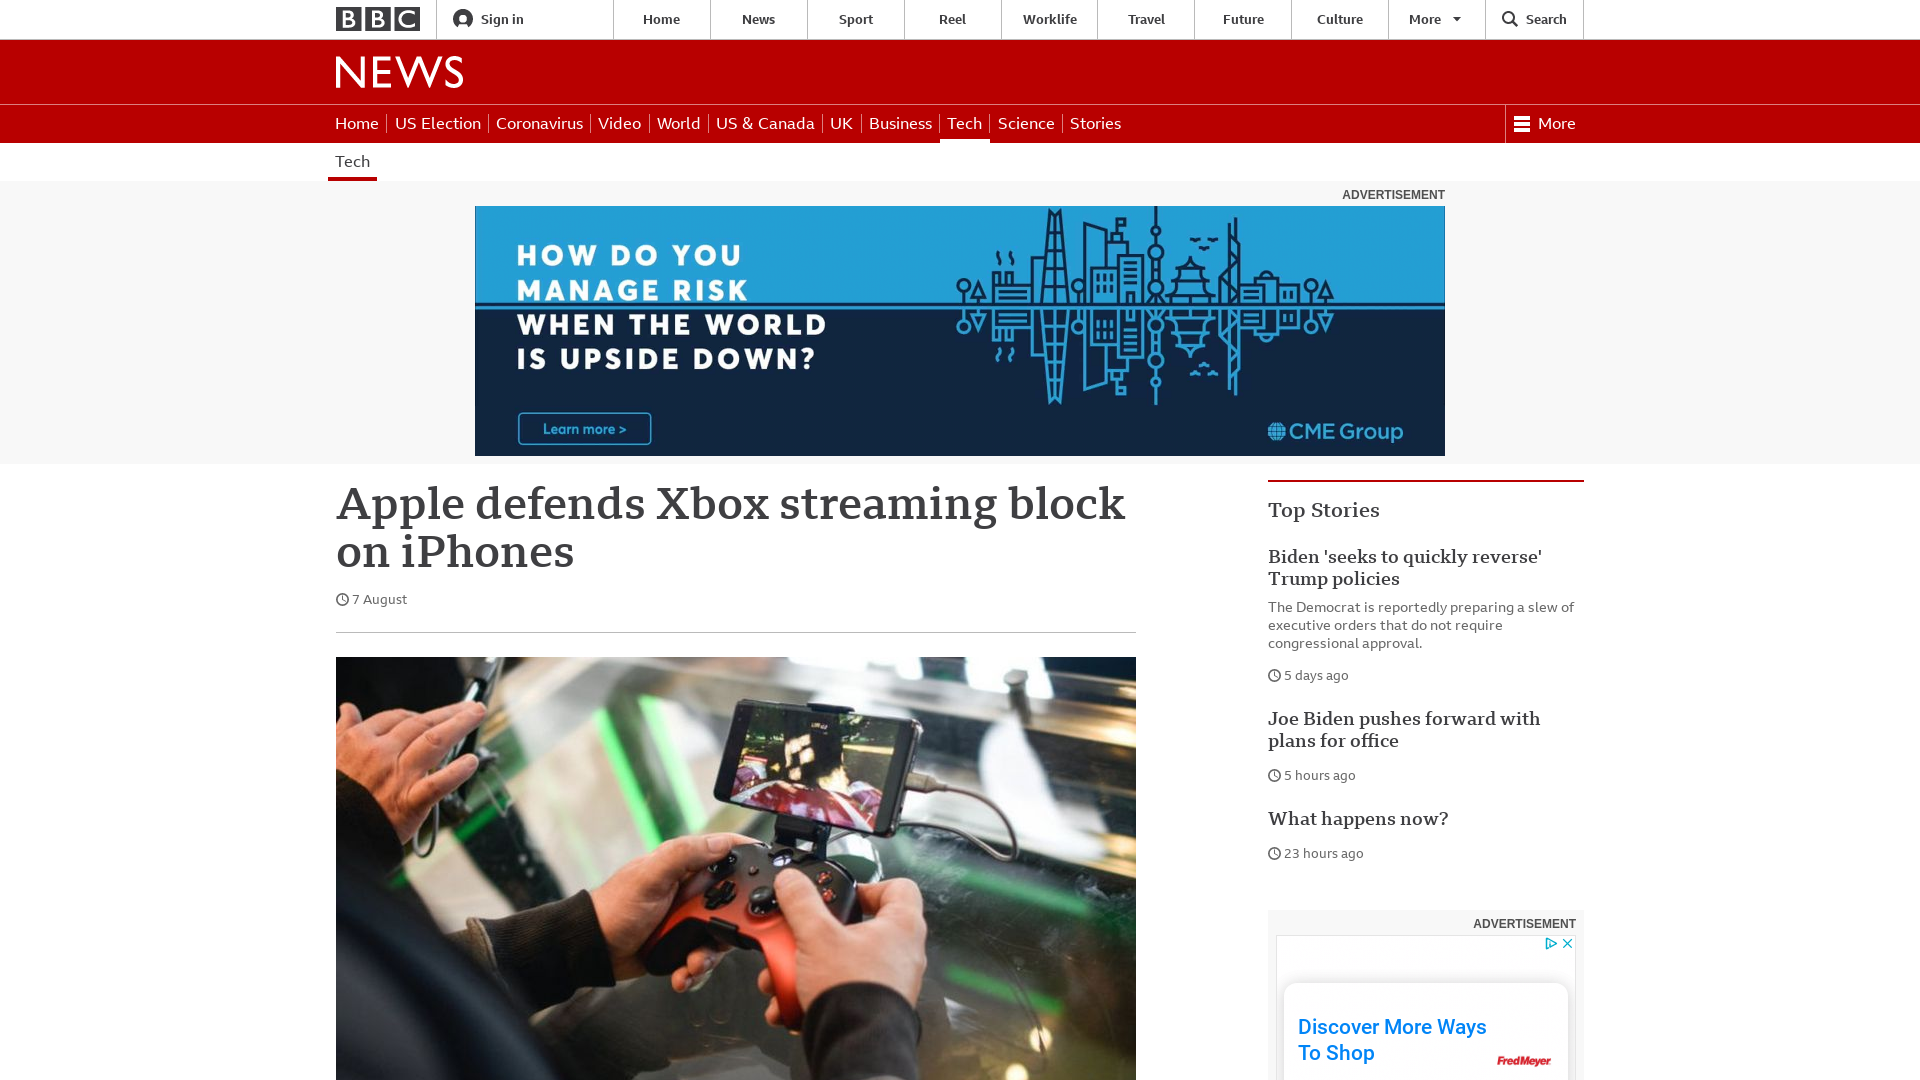 BBC
Sign in
Home
News
Sport
Reel
Worklife
Travel
Future
Culture
More
Search
NEWS
Home
US Election
Coronavirus
Video
World
US & Canada
UK
Business
Tech
Science
Stories
More
Tech
ADVERTISEMENT
HOW DO YOU
MANAGE RISK
WHEN THE WORLD
IS UPSIDE DOWN?
Learn more >
CME Group
Apple defends Xbox streaming block
on iPhones
7 August
Top Stories
Biden 'seeks to quickly reverse'
Trump policies
The Democrat is reportedly preparing a slew of
executive orders that do not require
congressional approval.
5 days ago
Joe Biden pushes forward with
plans for office
5 hours ago
What happens now?
23 hours ago
ADVERTISEMENT
Discover More Ways
To Shop
FredMeyer